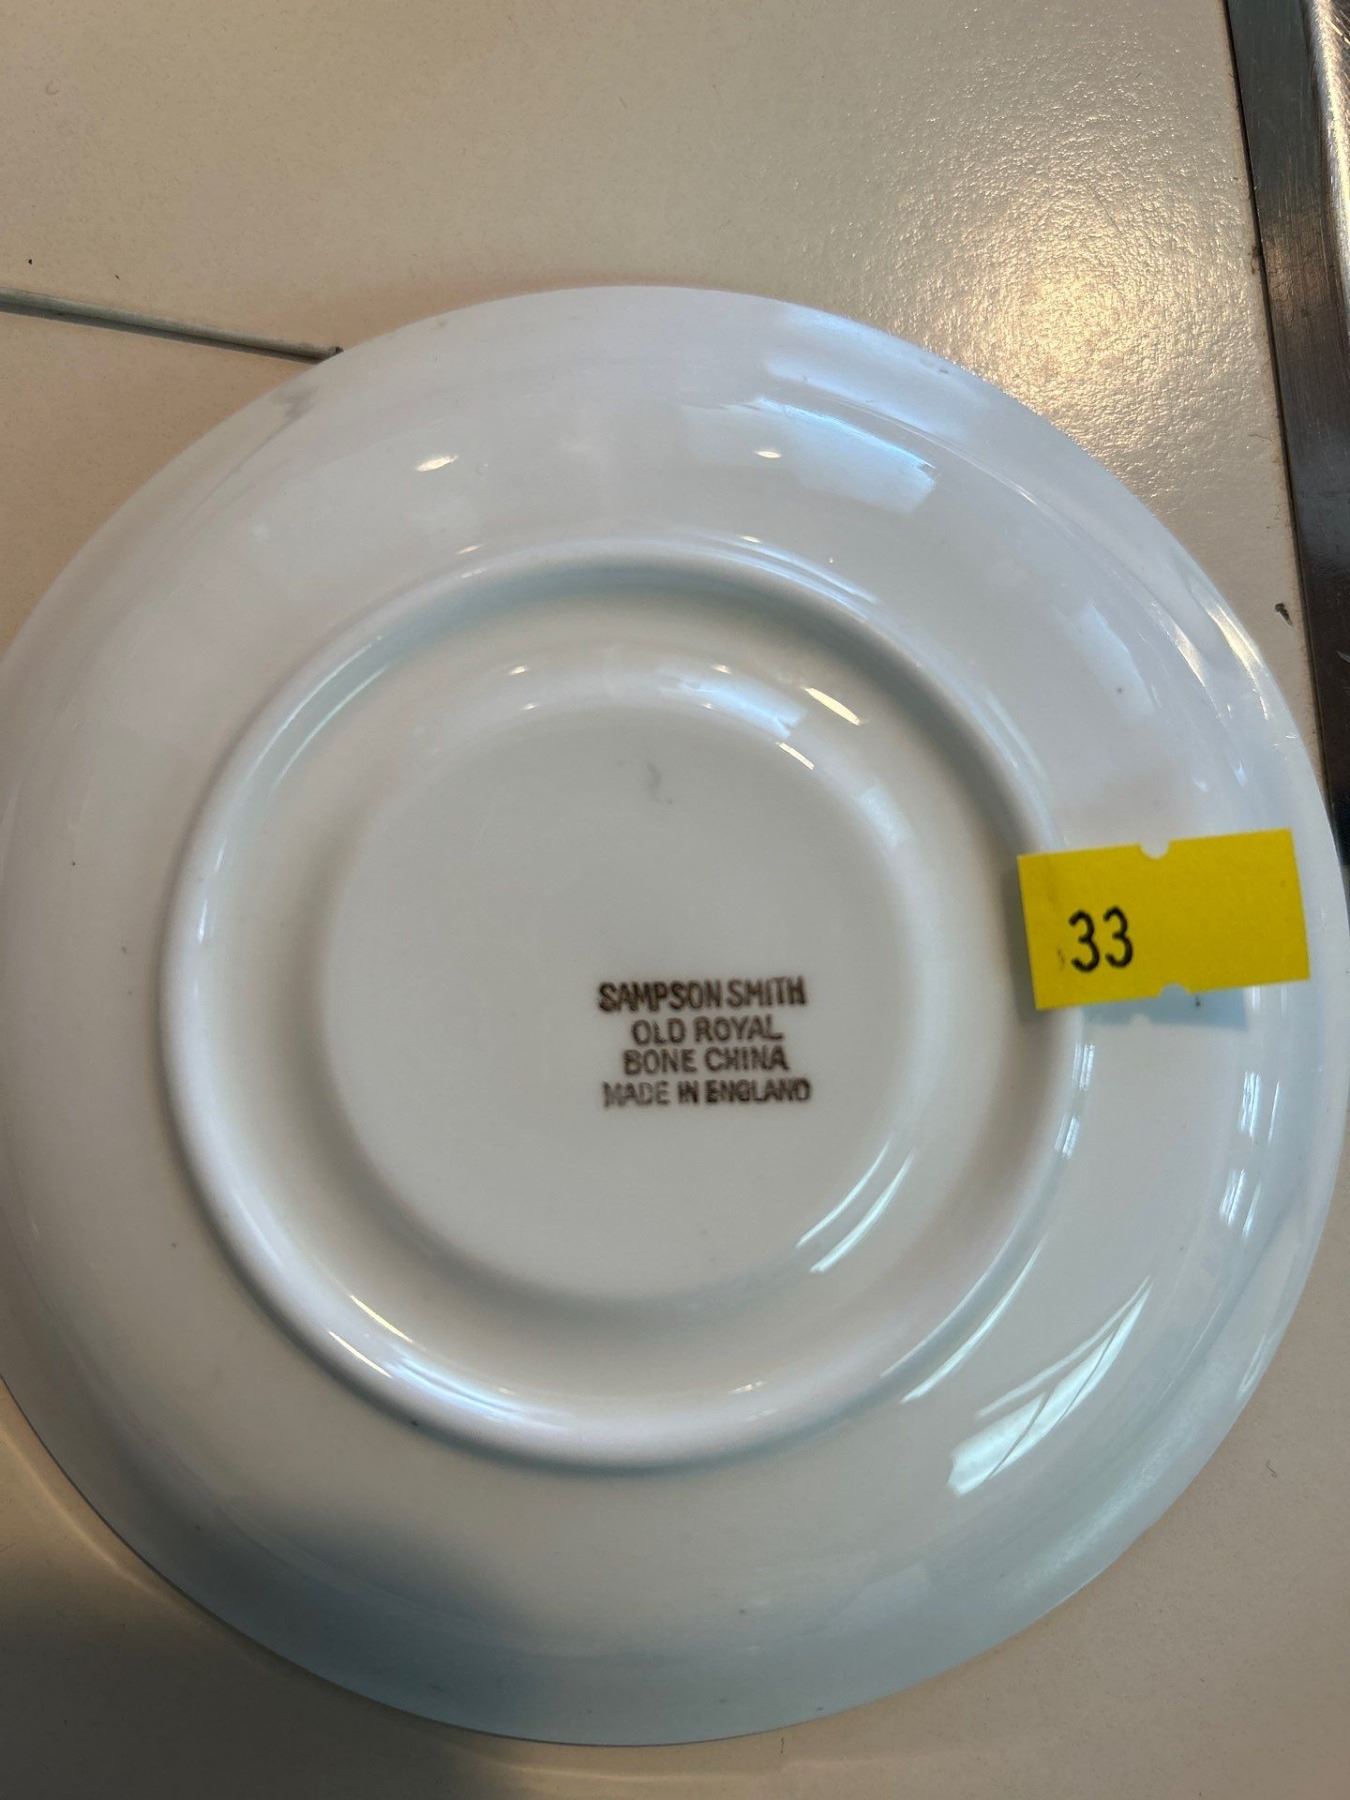 33
SAMPSON SMITH
OLD ROYAL
BONE CHINA
MADE IN ENGLAND